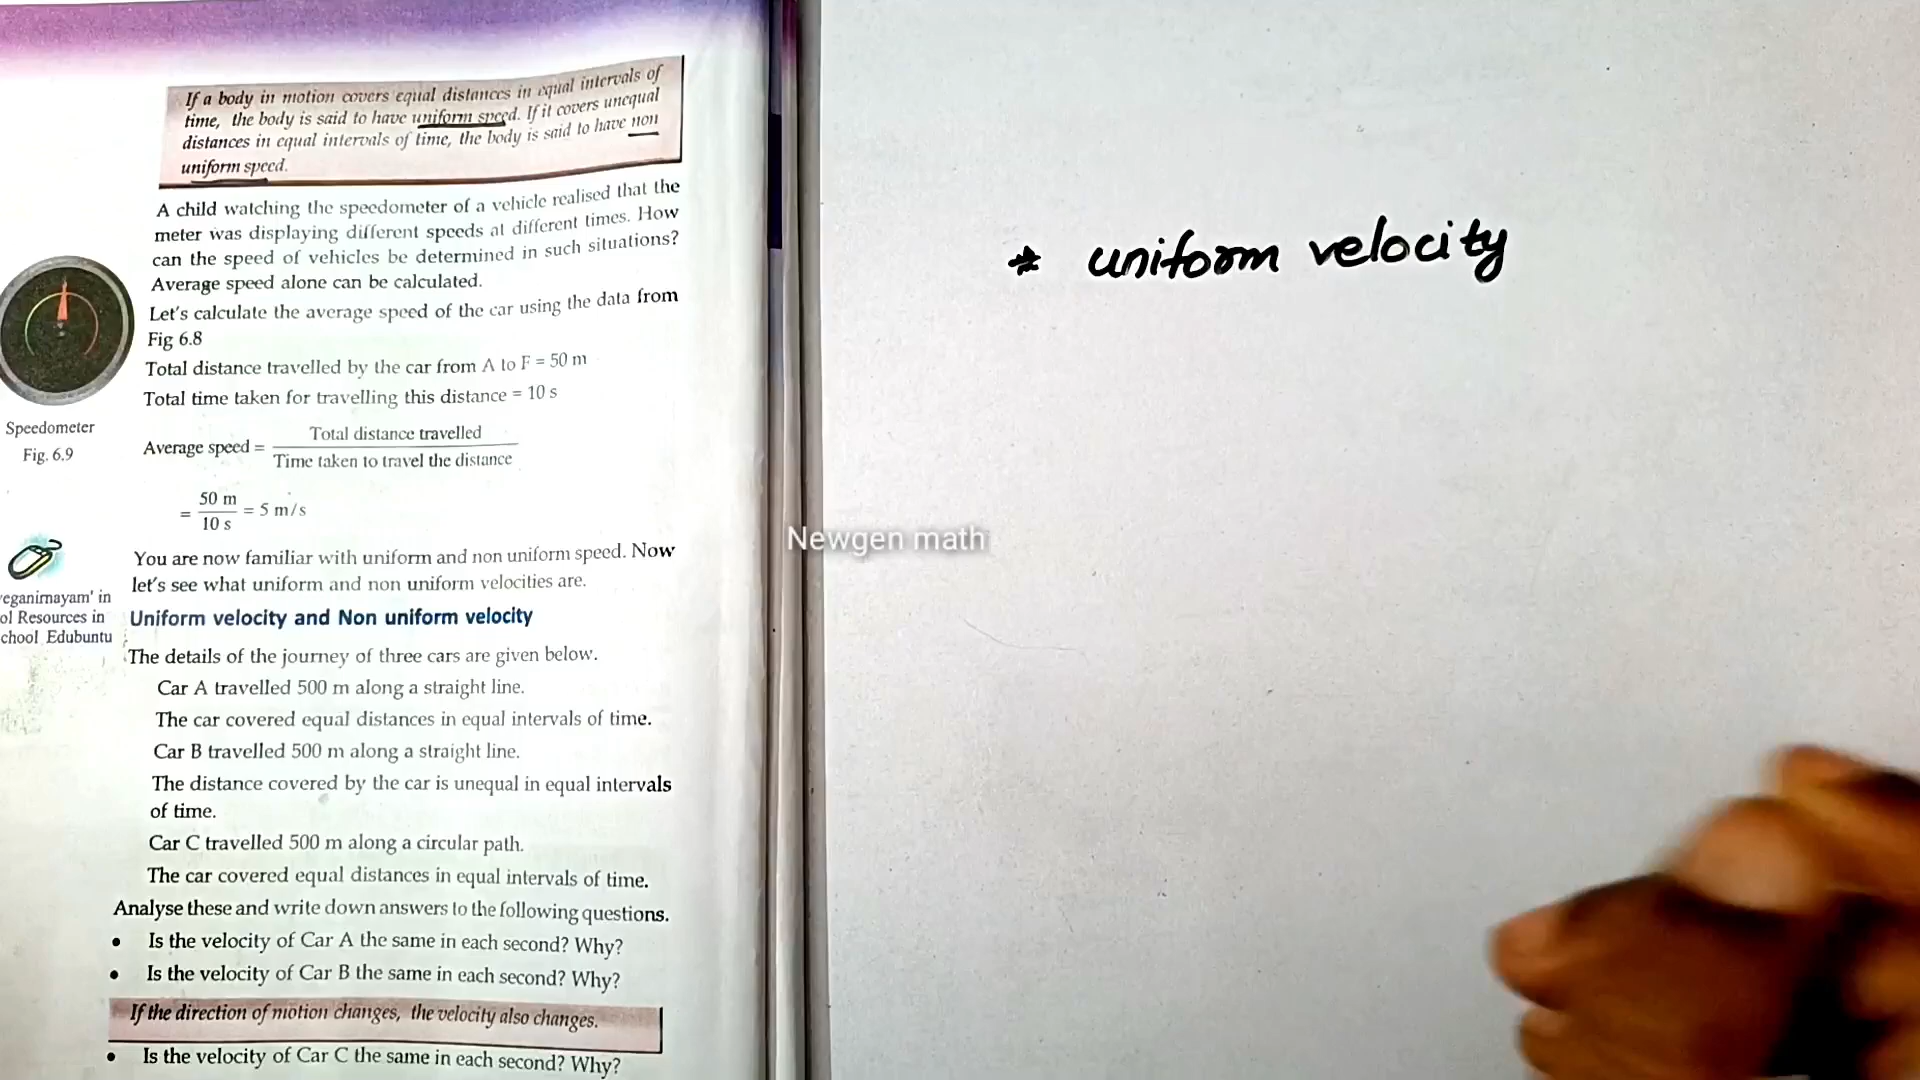 If a body in motion covers equal distances in equal intervals of
time, the body is said to have uniform speed. If it covers unequal
distances in equal intervals of time, the body is said to have non
uniform speed.
A child watching the speedometer of a vehicle realised that the
meter was displaying different speeds at different times. How
can the speed of vehicles be determined in such situations?
Average speed alone can be calculated.
Let's calculate the average speed of the car using the data from
Fig 6.8
Total distance travelled by the car from A to F = 50 m
Total time taken for travelling this distance = 10 s
Speedometer
Fig. 6.9
Average speed = Total distance travelled
Time taken to travel the distance
= 50 m
10 s
= 5 m/s
You are now familiar with uniform and non uniform speed. Now
let's see what uniform and non uniform velocities are.
in
ol Resources in
chool Edubuntu
Uniform velocity and Non uniform velocity
The details of the journey of three cars are given below.
Car A travelled 500 m along a straight line.
The car covered equal distances in equal intervals of time.
Car B travelled 500 m along a straight line.
The distance covered by the car is unequal in equal intervals
of time.
Car C travelled 500 m along a circular path.
The car covered equal distances in equal intervals of time.
Analyse these and write down answers to the following questions.
• Is the velocity of Car A the same in each second? Why?
• Is the velocity of Car B the same in each second? Why?
If the direction of motion changes, the velocity also changes.
• Is the velocity of Car C the same in each second? Why?
* uniform velocity
Newgen math